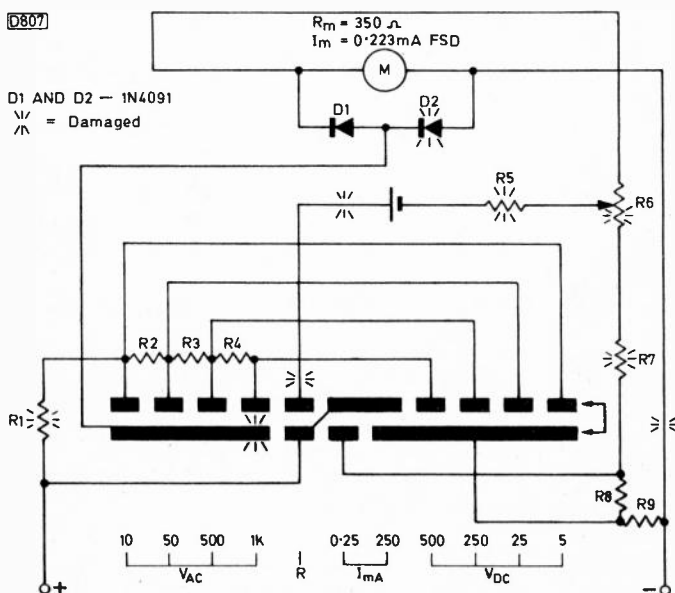 D807
Rm = 350 Ω
Im = 0·223mA FSD
M
D1 AND D2 — 1N4091
= Damaged
D1
D2
R5
R6
R2
R3
R4
R7
R1
R8
R9
10 50 500 1K
VAC
R
0·25 250
ImA
500 250 25 5
VDC
+
−